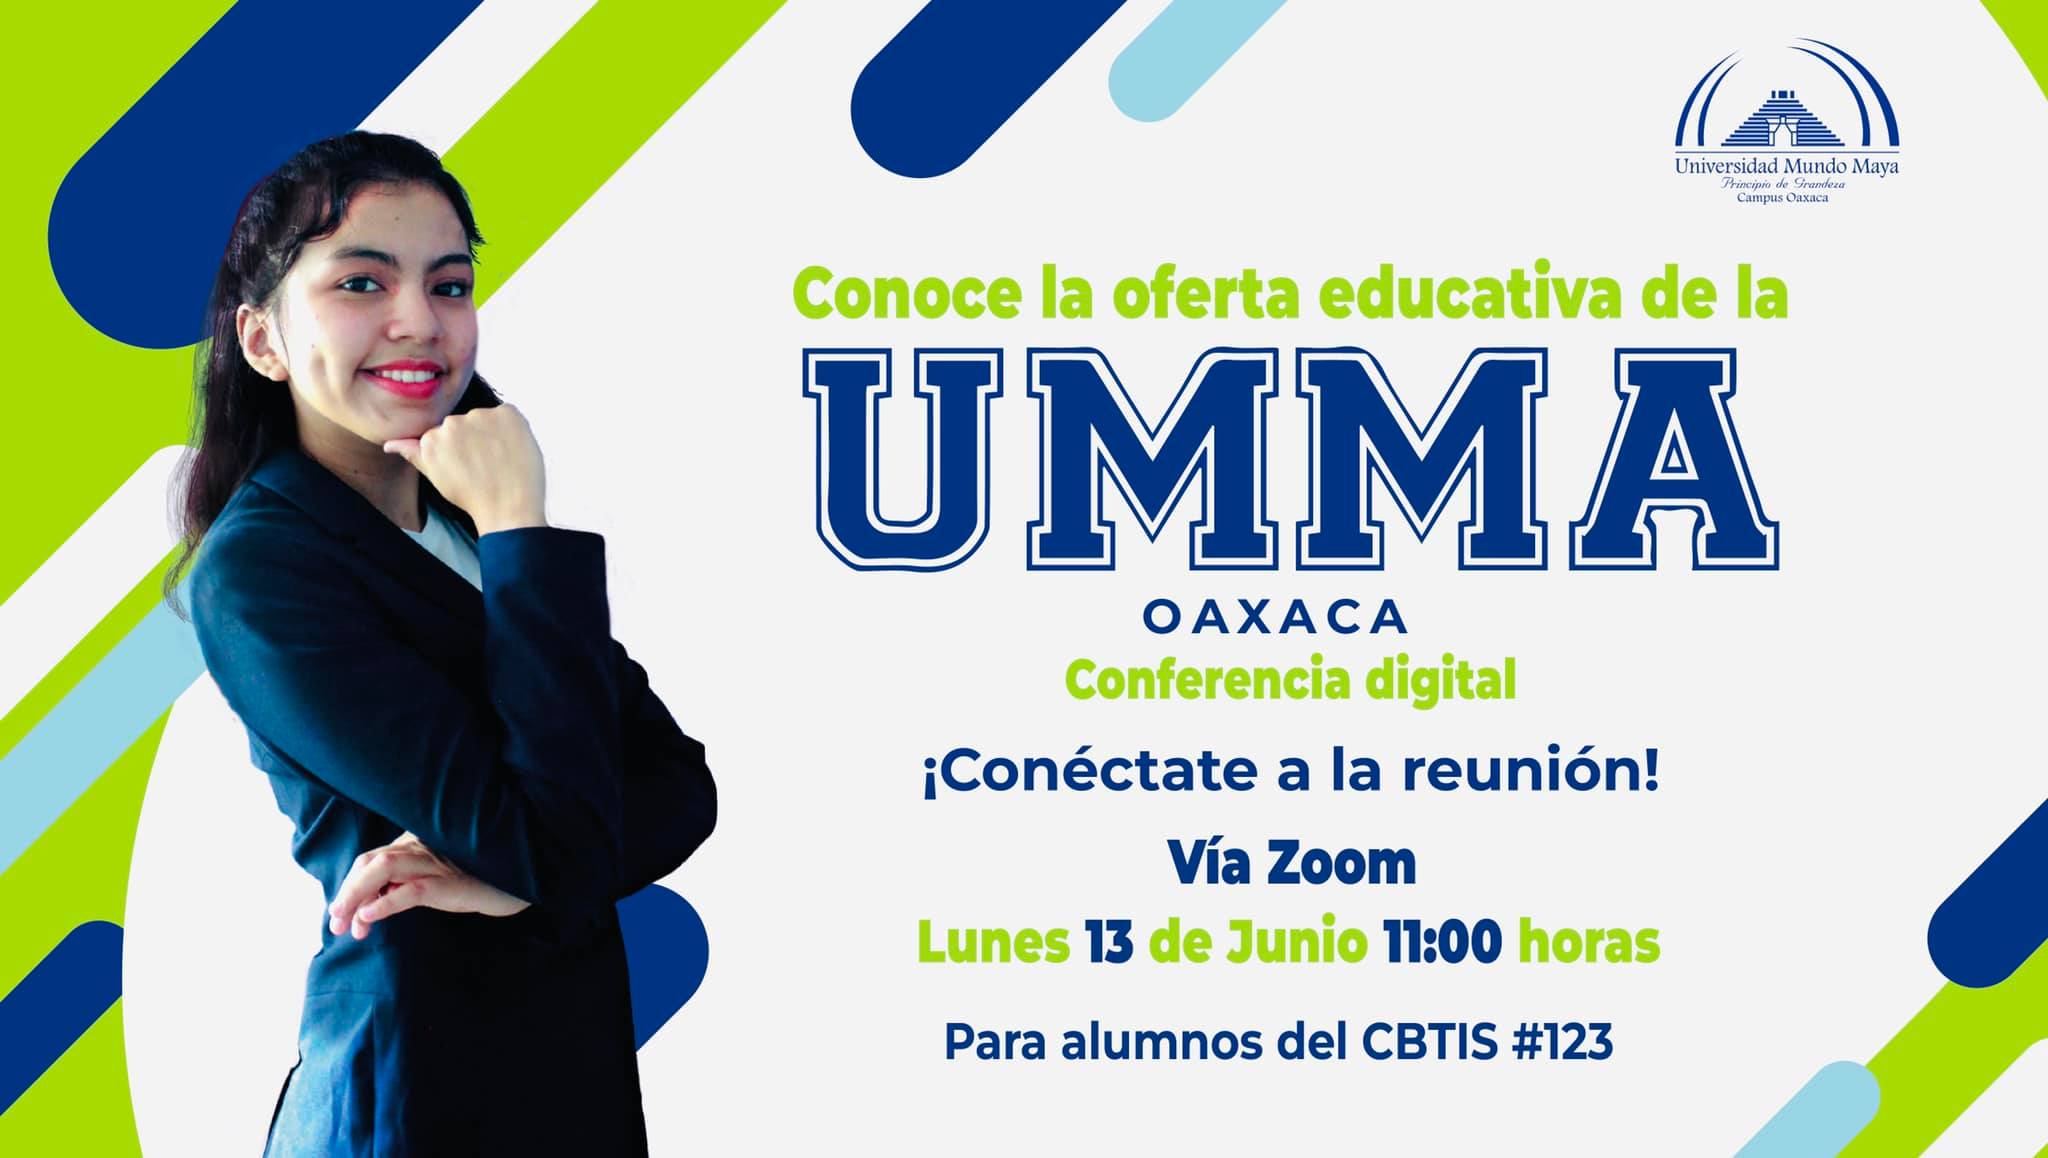 Universidad Mundo Maya
Principio de Grandeza
Campus Oaxaca
Conoce la oferta educativa de la
UMMA
OAXACA
Conferencia digital
¡Conéctate a la reunión!
Vía Zoom
Lunes 13 de Junio 11:00 horas
Para alumnos del CBTIS #123